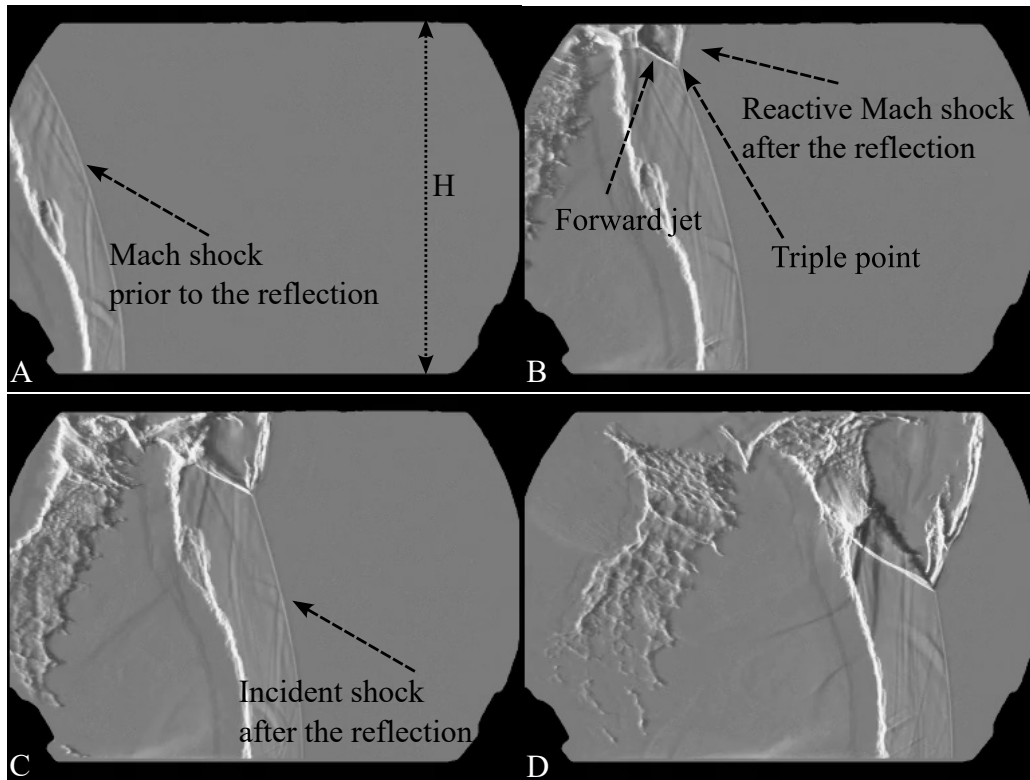 H
Mach shock
prior to the reflection
A
Reactive Mach shock
after the reflection
Forward jet
Triple point
B
Incident shock
after the reflection
C
D